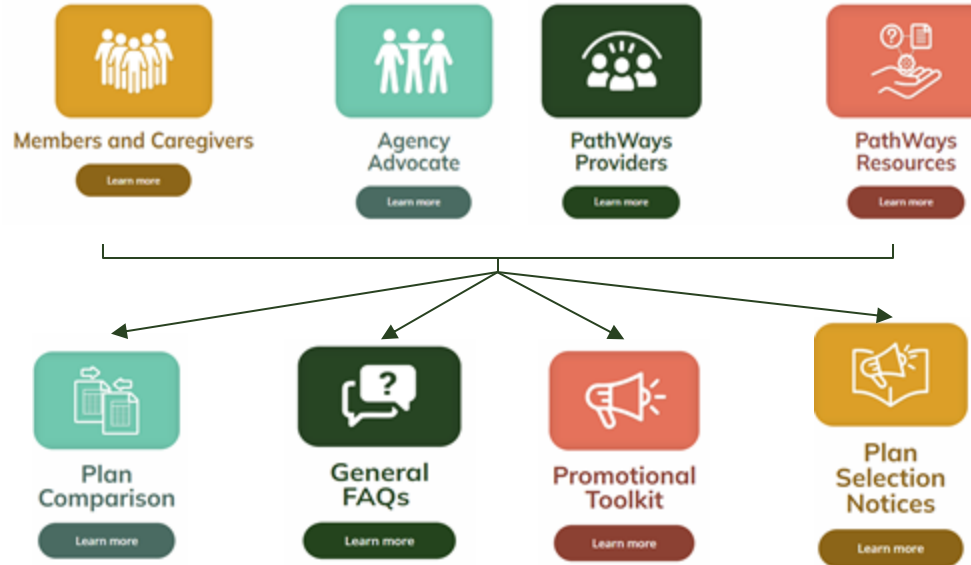 Members and Caregivers
Learn more
Agency
Advocate
Learn more
PathWays
Providers
Learn more
PathWays
Resources
Learn more
Plan
Comparison
Learn more
?
General
FAQs
Learn more
Promotional
Toolkit
Learn more
Plan
Selection
Notices
Learn more